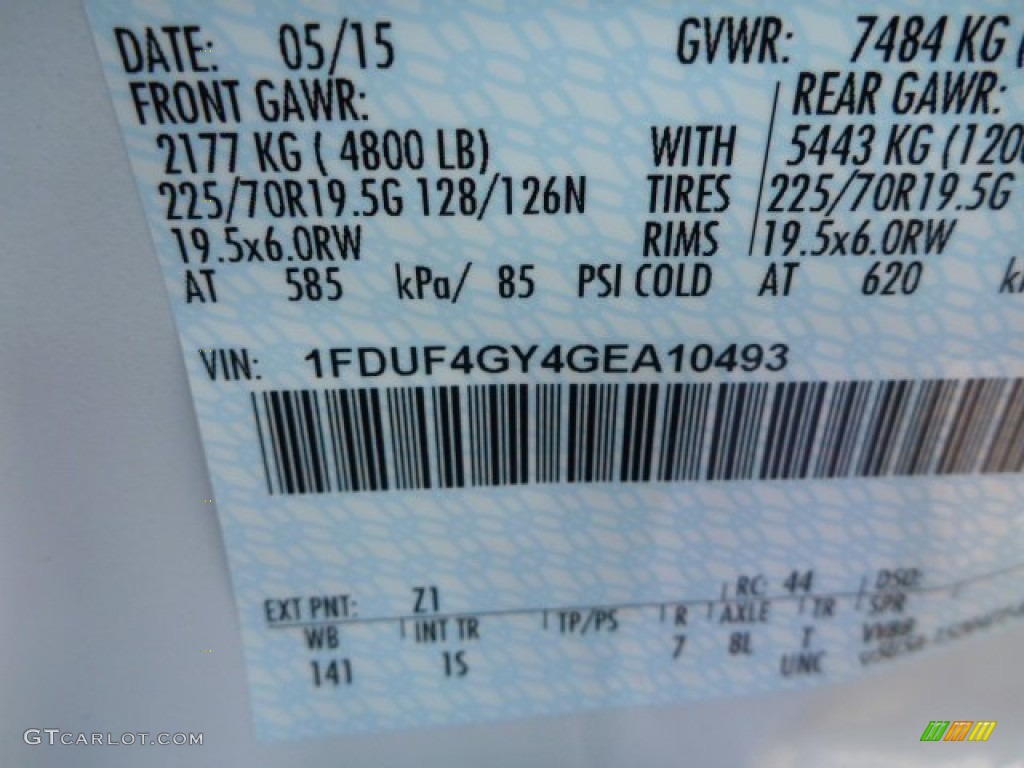 DATE: 05/15 GVWR: 7484 KG (
FRONT GAWR: REAR GAWR:
2177 KG ( 4800 LB) WITH 5443 KG (1200
225/70R19.5G 128/126N TIRES 225/70R19.5G
19.5x6.0RW RIMS 19.5x6.0RW
AT 585 kPa/ 85 PSI COLD AT 620
VIN: 1FDUF4GY4GEA10493
EXT PNT: Z1 RC: 44 DSO:
WB INT TR TP/PS R AXLE TR SPR
141 1S 7 8L T
UNC
GTCARLOT.COM